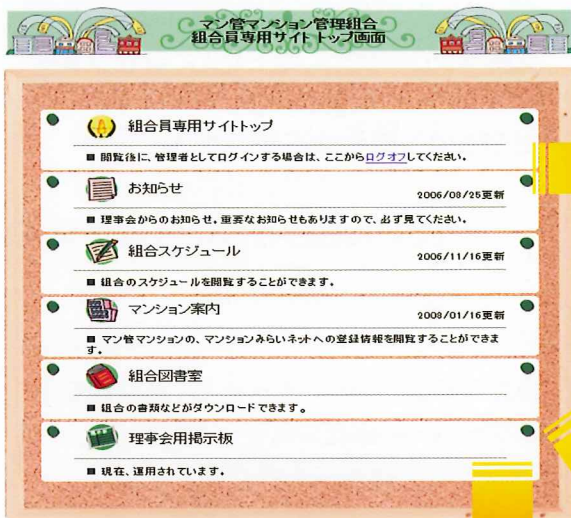 マン管マンション管理組合
組合員専用サイトトップ画面
組合員専用サイトトップ
■ 閲覧後に、管理者としてログインする場合は、ここからログオフしてください。
お知らせ
2006/08/25更新
■ 理事会からのお知らせ。重要なお知らせもありますので、必ず見てください。
組合スケジュール
2006/11/16更新
■ 組合のスケジュールを閲覧することができます。
マンション案内
2008/01/16更新
■ マン管マンションの、マンションみらいネットへの登録情報を閲覧することができま
す。
組合図書室
■ 組合の書類などがダウンロードできます。
理事会用掲示板
■ 現在、運用されています。